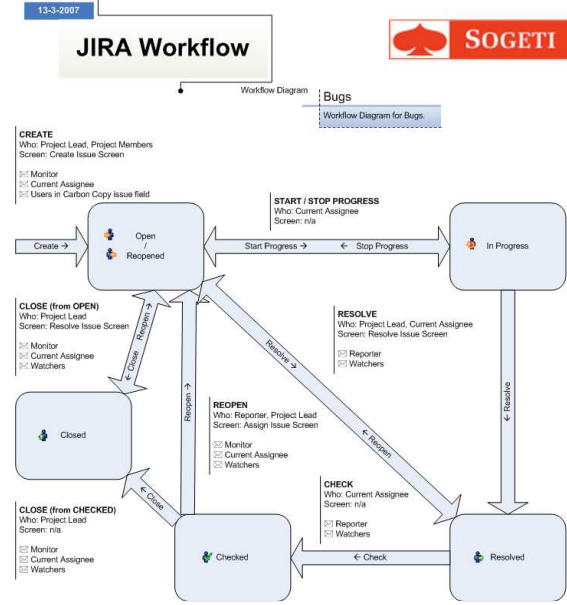 13-3-2007
JIRA Workflow
SOGETI
Workflow Diagram
Bugs
Workflow Diagram for Bugs.
CREATE
Who: Project Lead, Project Members
Screen: Create Issue Screen
Monitor
Current Assignee
Users in Carbon Copy issue field
START / STOP PROGRESS
Who: Current Assignee
Screen: n/a
Create →
Open
/
Reopened
Start Progress →
← Stop Progress
In Progress
CLOSE (from OPEN)
Who: Project Lead
Screen: Resolve Issue Screen
Monitor
Current Assignee
Watchers
← Close
Reopen →
RESOLVE
Who: Project Lead, Current Assignee
Screen: Resolve Issue Screen
Reporter
Watchers
Resolve →
← Reopen
← Resolve
Reopen →
REOPEN
Who: Reporter, Project Lead
Screen: Assign Issue Screen
Monitor
Current Assignee
Watchers
Closed
← Close
CHECK
Who: Current Assignee
Screen: n/a
Reporter
Watchers
CLOSE (from CHECKED)
Who: Project Lead
Screen: n/a
Monitor
Current Assignee
Watchers
Checked
← Check
Resolved